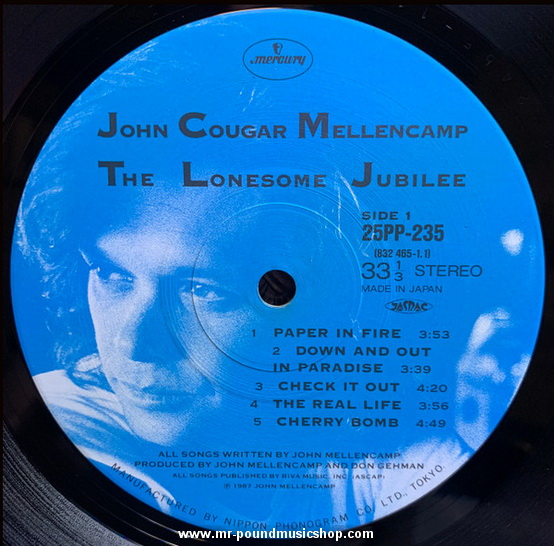 mercury
JOHN COUGAR MELLENCAMP
THE LONESOME JUBILEE
SIDE 1
25PP-235
(832 465-1.1)
33 1/3 STEREO
MADE IN JAPAN
JASRAC
1 PAPER IN FIRE 3:53
2 DOWN AND OUT
IN PARADISE 3:39
3 CHECK IT OUT 4:20
4 THE REAL LIFE 3:56
5 CHERRY BOMB 4:49
ALL SONGS WRITTEN BY JOHN MELLENCAMP
PRODUCED BY JOHN MELLENCAMP AND DON GEHMAN
ALL SONGS PUBLISHED BY RIVA MUSIC INC (ASCAP)
℗ 1987 JOHN MELLENCAMP
MANUFACTURED BY NIPPON PHONOGRAM CO. LTD., TOKYO.
www.mr-poundmusicshop.com